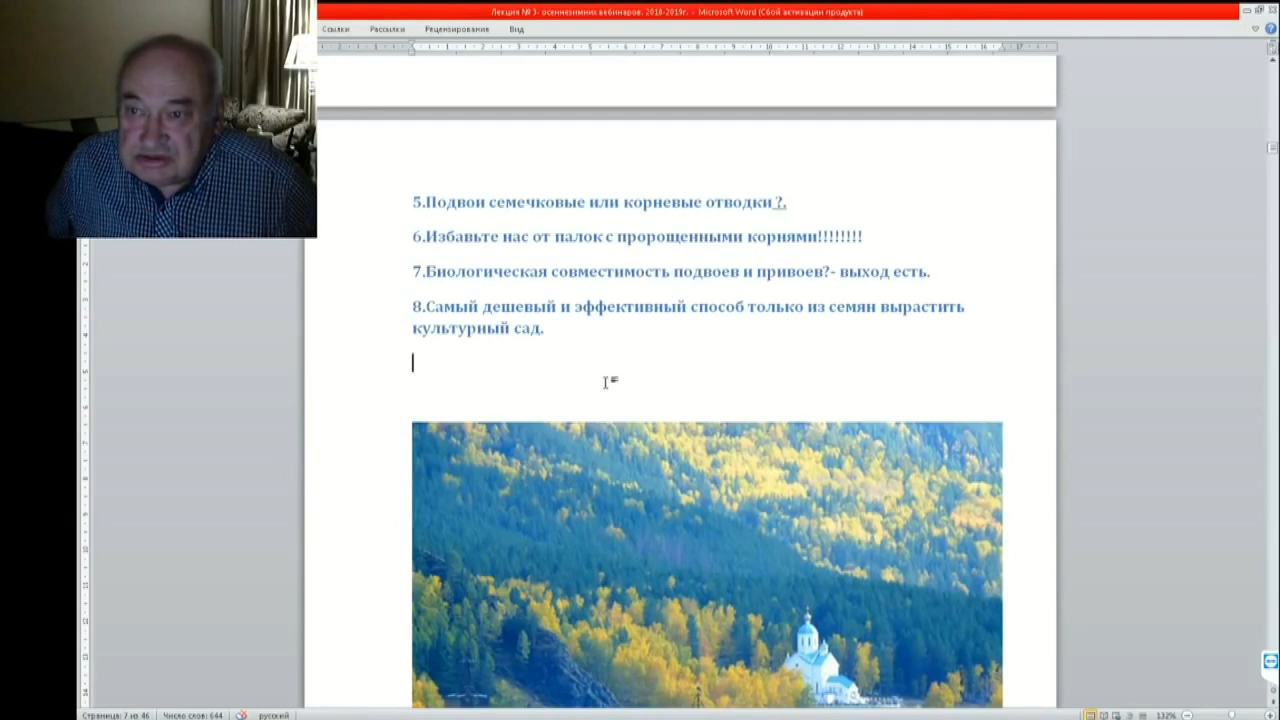 Лекция № 3- осеннезимних вебинаров. 2018-2019г. - Microsoft Word (Сбой активации продукта)
Ссылки Рассылки Рецензирование Вид
5.Подвои семечковые или корневые отводки ?.
6.Избавьте нас от палок с пророщенными корнями!!!!!!!!
7.Биологическая совместимость подвоев и привоев?- выход есть.
8.Самый дешевый и эффективный способ только из семян вырастить
культурный сад.
Страница: 7 из 46 Число слов: 644 русский 132%